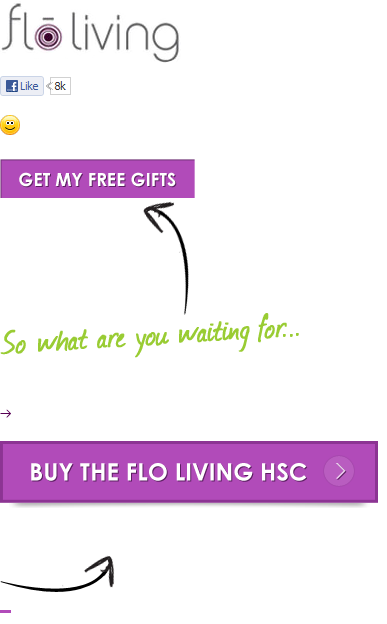 flō living
Like 8k
GET MY FREE GIFTS
So what are you waiting for...
→
BUY THE FLO LIVING HSC